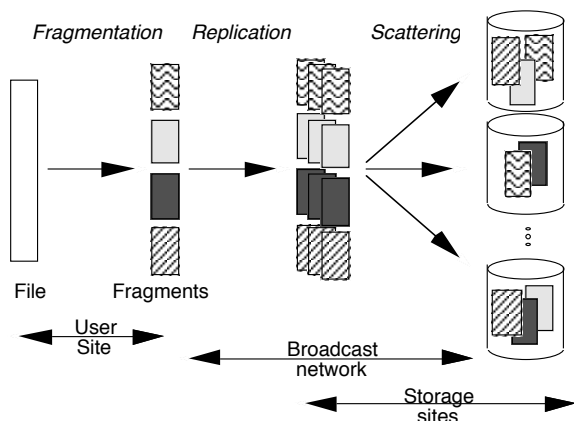 Fragmentation Replication Scattering
File Fragments
User
Site
Broadcast
network
Storage
sites